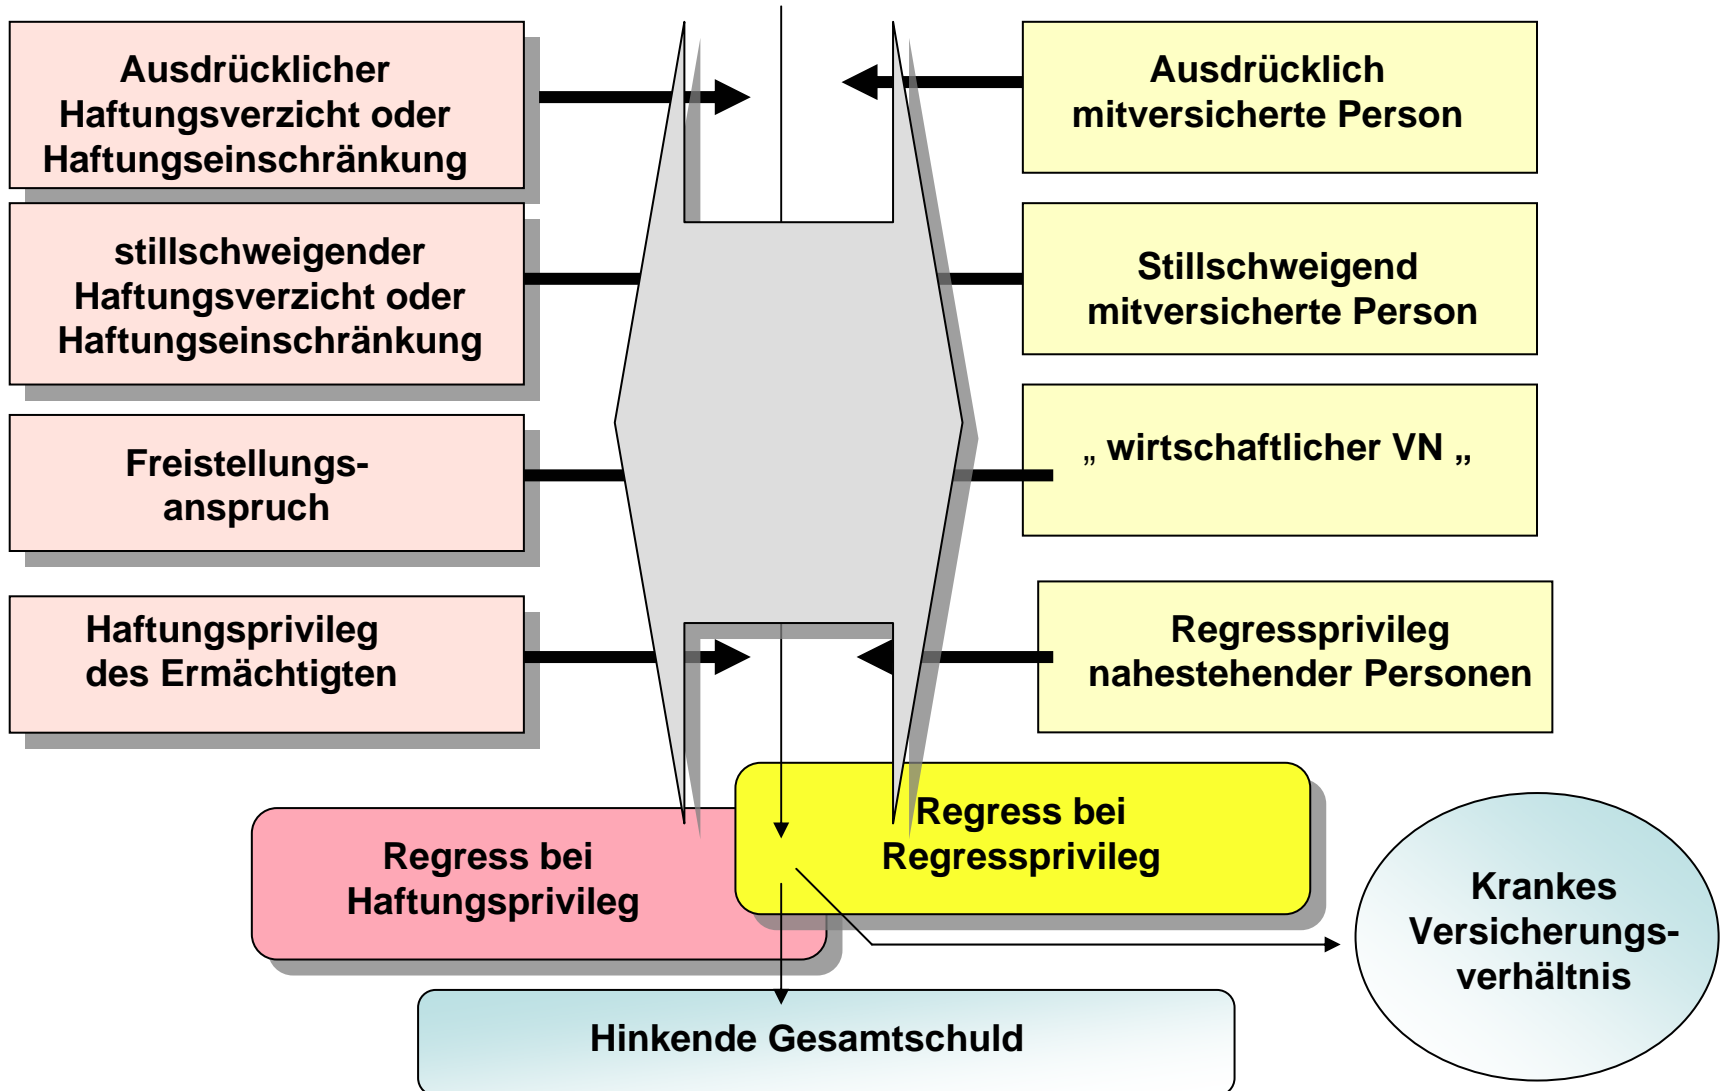 Ausdrücklicher
Haftungsverzicht oder
Haftungseinschränkung
Ausdrücklich
mitversicherte Person
stillschweigender
Haftungsverzicht oder
Haftungseinschränkung
Stillschweigend
mitversicherte Person
Freistellungs-
anspruch
„ wirtschaftlicher VN „
Haftungsprivileg
des Ermächtigten
Regressprivileg
nahestehender Personen
Regress bei
Haftungsprivileg
Regress bei
Regressprivileg
Krankes
Versicherungs-
verhältnis
Hinkende Gesamtschuld